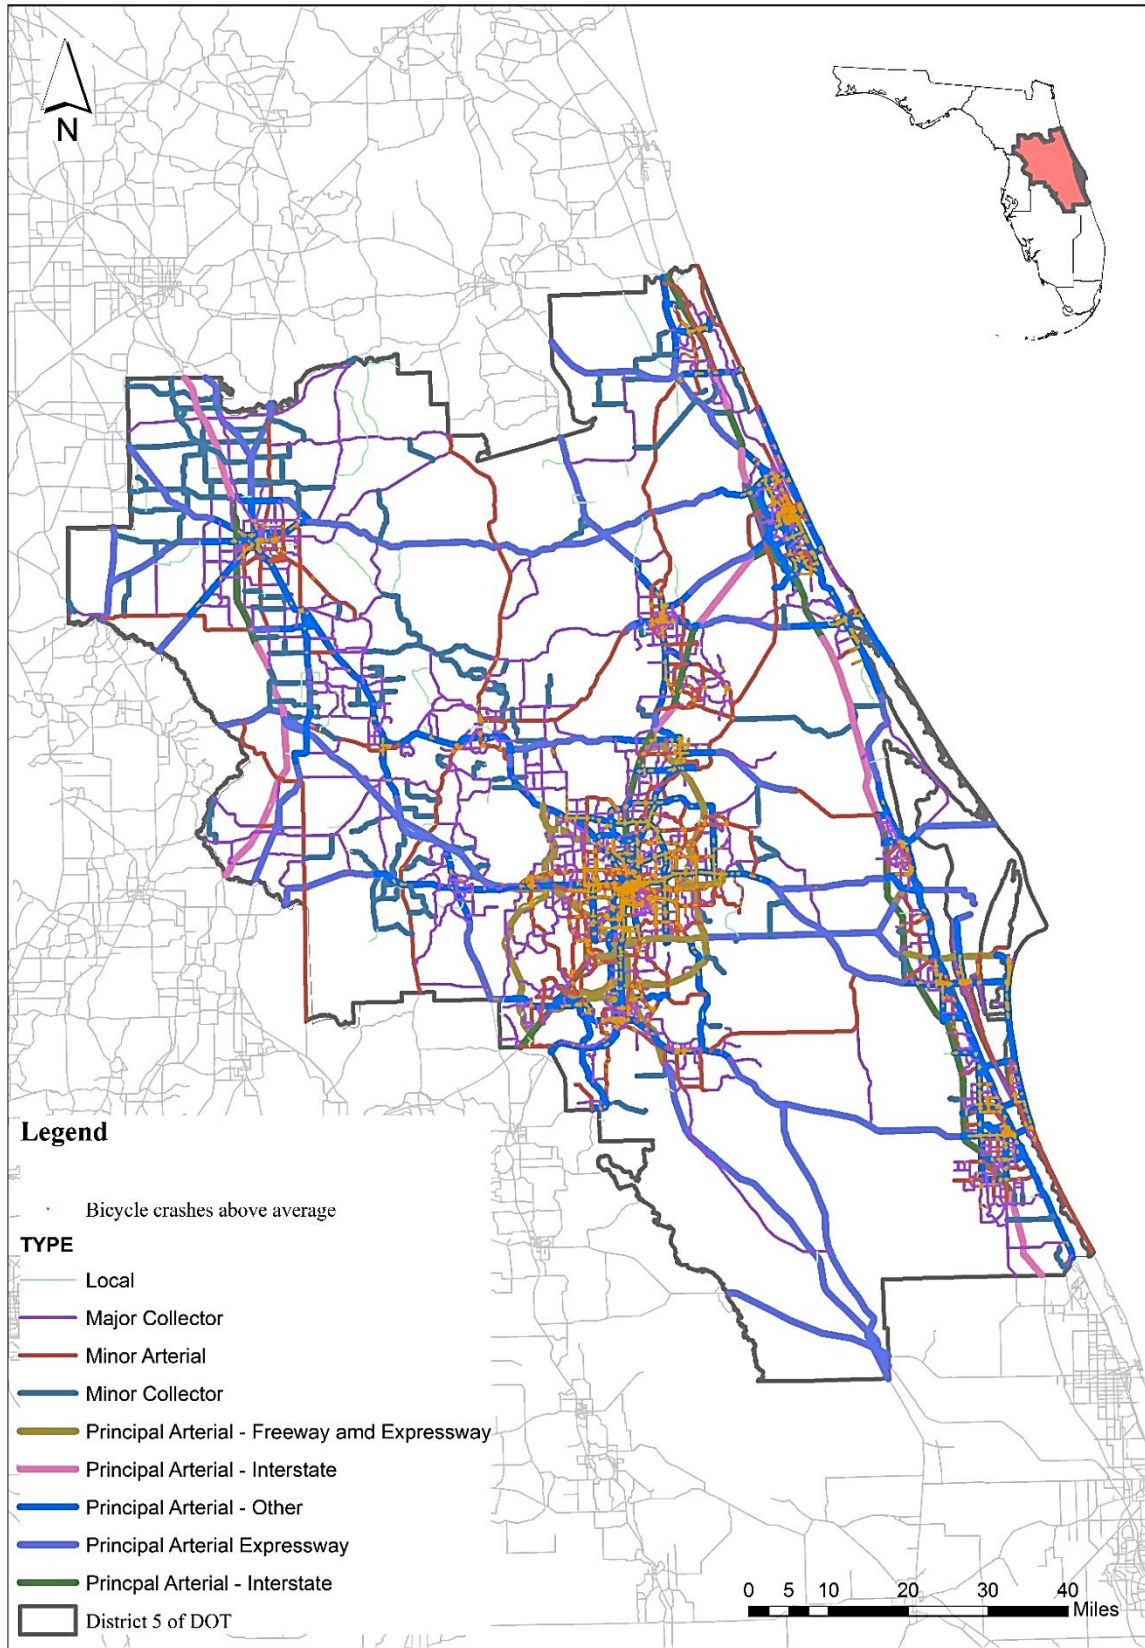 N
Legend
Bicycle crashes above average
TYPE
Local
Major Collector
Minor Arterial
Minor Collector
Principal Arterial - Freeway amd Expressway
Principal Arterial - Interstate
Principal Arterial - Other
Principal Arterial Expressway
Princpal Arterial - Interstate
District 5 of DOT
0 5 10 20 30 40
Miles